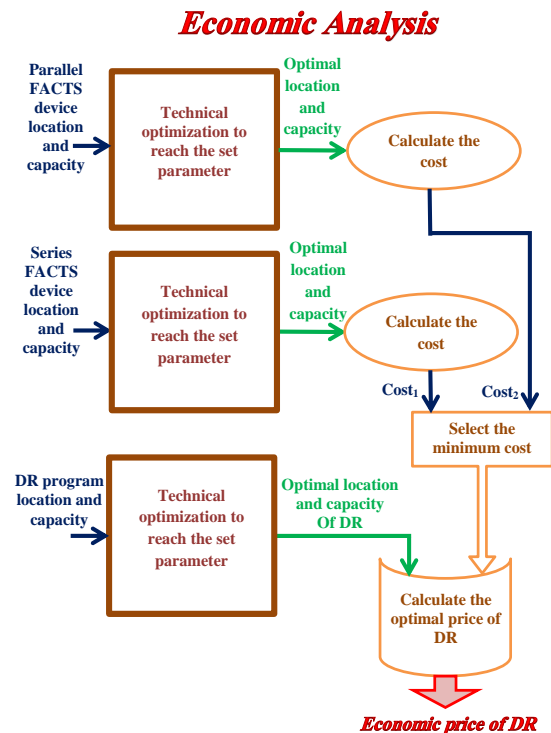 Economic Analysis
Parallel
FACTS
device
location
and
capacity
Technical
optimization to
reach the set
parameter
Optimal
location
and
capacity
Calculate the
cost
Series
FACTS
device
location
and
capacity
Technical
optimization to
reach the set
parameter
Optimal
location
and
capacity
Calculate the
cost
Cost₁
Cost₂
Select the
minimum cost
DR program
location and
capacity
Technical
optimization to
reach the set
parameter
Optimal location
and capacity
Of DR
Calculate the
optimal price of
DR
Economic price of DR